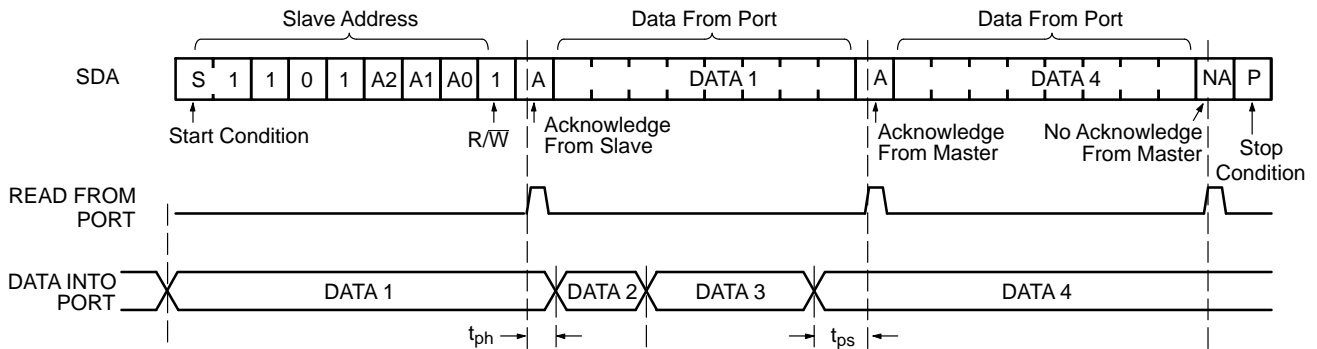 Slave Address
Data From Port
Data From Port
SDA
S 1 1 0 1 A2 A1 A0 1 A DATA 1 A DATA 4 NA P
Start Condition
R/W̅
Acknowledge
From Slave
Acknowledge
From Master
No Acknowledge
From Master
Stop
Condition
READ FROM
PORT
DATA INTO
PORT
DATA 1 DATA 2 DATA 3 DATA 4
tph
tps